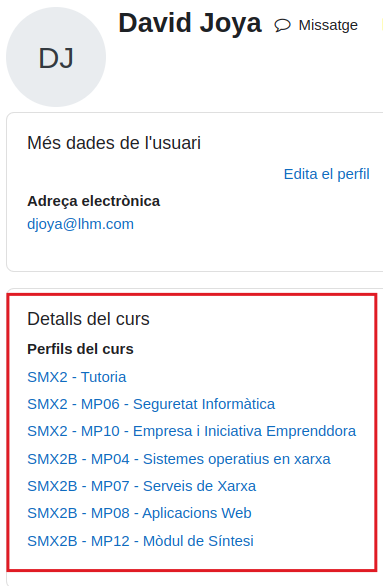 David Joya
Missatge
DJ
Més dades de l'usuari
Edita el perfil
Adreça electrònica
djoya@lhm.com
Detalls del curs
Perfils del curs
SMX2 - Tutoria
SMX2 - MP06 - Seguretat Informàtica
SMX2 - MP10 - Empresa i Iniciativa Emprenddora
SMX2B - MP04 - Sistemes operatius en xarxa
SMX2B - MP07 - Serveis de Xarxa
SMX2B - MP08 - Aplicacions Web
SMX2B - MP12 - Mòdul de Síntesi